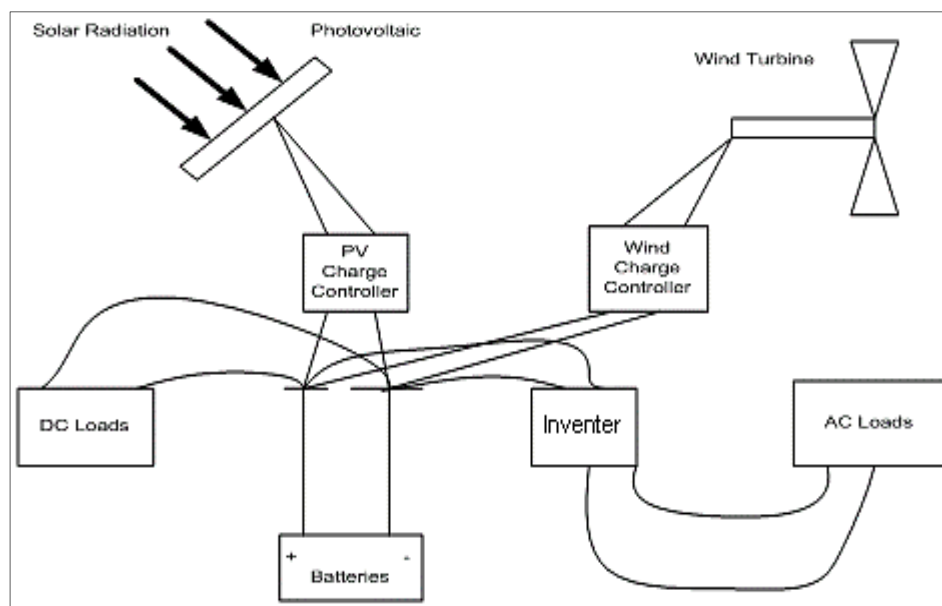 Solar Radiation
Photovoltaic
Wind Turbine
PV
Charge
Controller
Wind
Charge
Controller
DC Loads
Inventer
AC Loads
+
-
Batteries